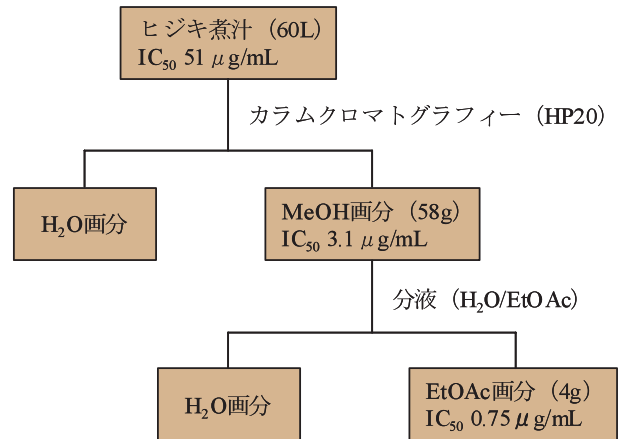 ヒジキ煮汁（60L）
IC₅₀ 51 μg/mL
カラムクロマトグラフィー（HP20）
H₂O画分
MeOH画分（58g）
IC₅₀ 3.1 μg/mL
分液（H₂O/EtOAc）
H₂O画分
EtOAc画分（4g）
IC₅₀ 0.75 μg/mL